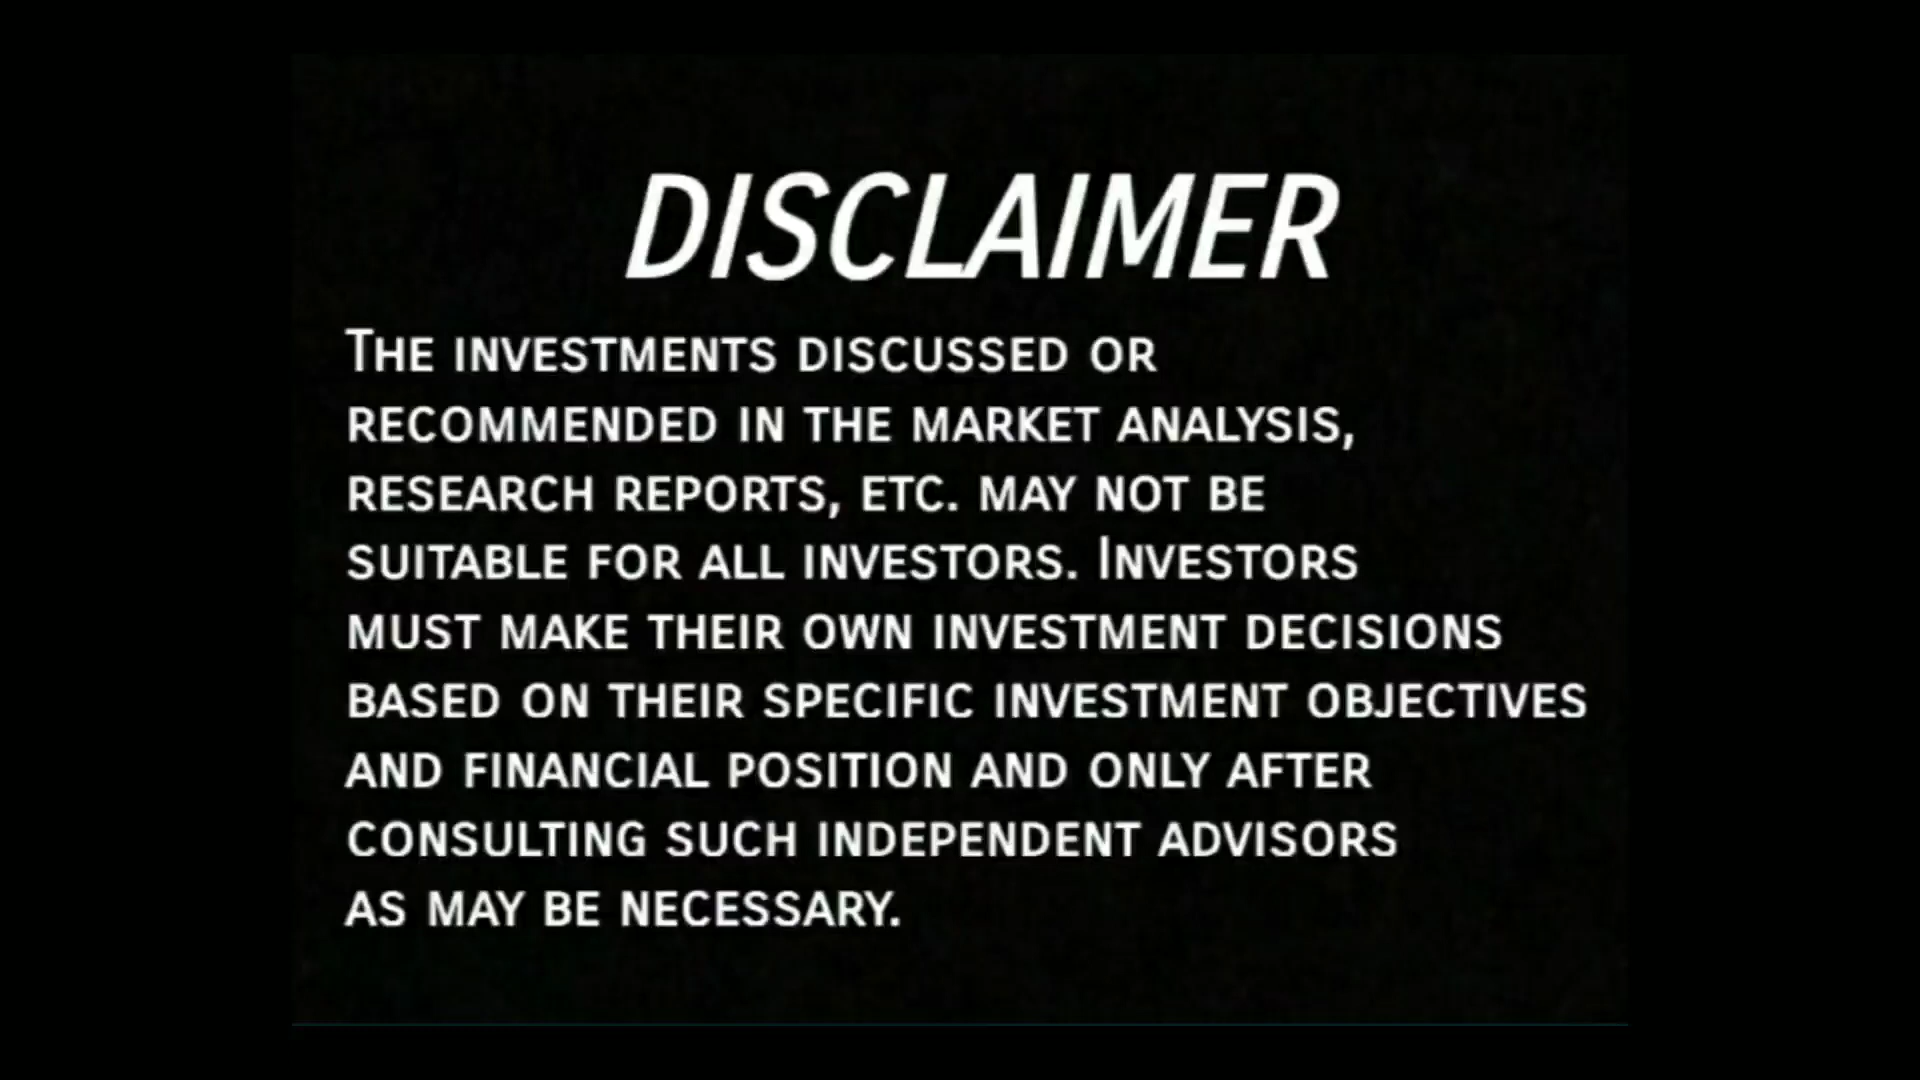 DISCLAIMER
The investments discussed or
recommended in the market analysis,
research reports, etc. may not be
suitable for all investors. Investors
must make their own investment decisions
based on their specific investment objectives
and financial position and only after
consulting such independent advisors
as may be necessary.